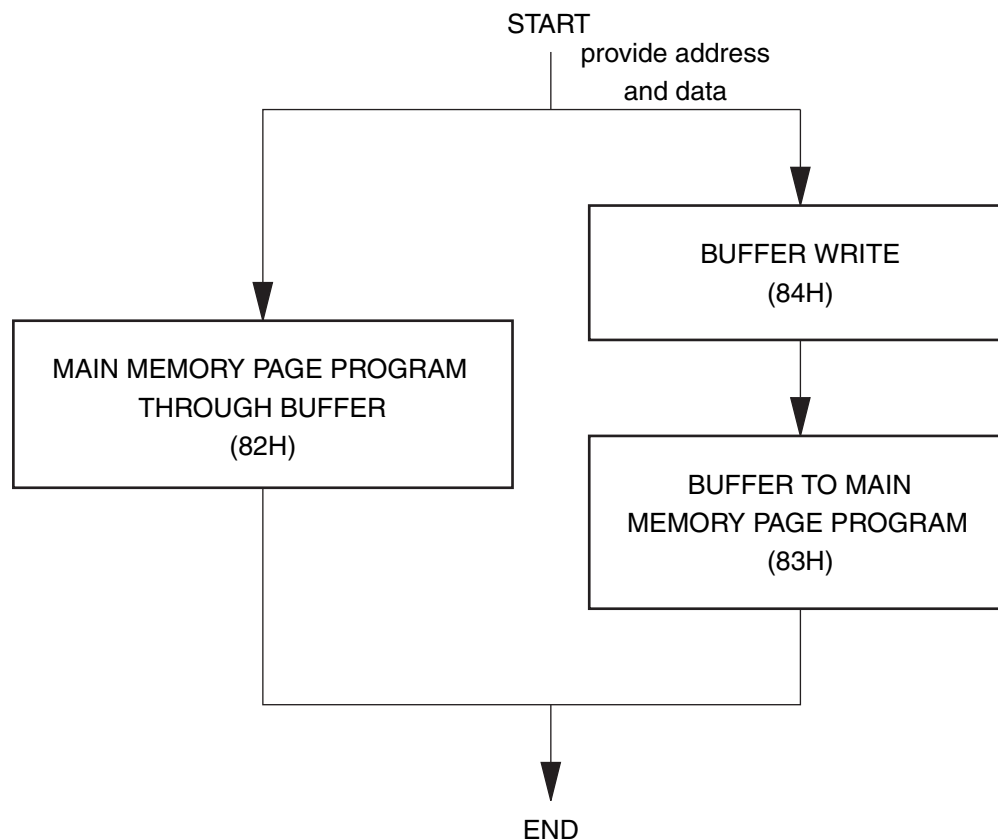 START
provide address
and data
BUFFER WRITE
(84H)
MAIN MEMORY PAGE PROGRAM
THROUGH BUFFER
(82H)
BUFFER TO MAIN
MEMORY PAGE PROGRAM
(83H)
END